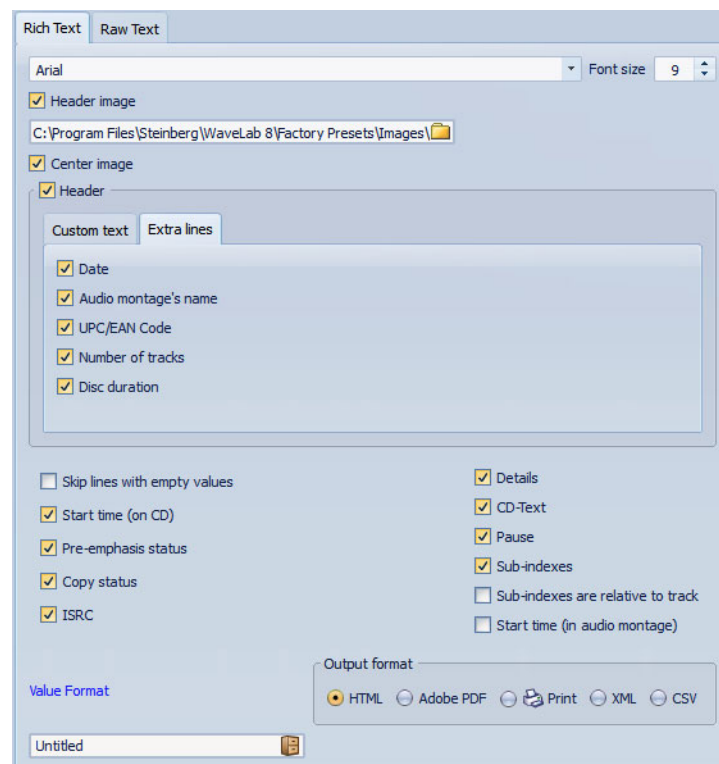 Rich Text Raw Text
Arial Font size 9
Header image
C:\Program Files\Steinberg\WaveLab 8\Factory Presets\Images\
Center image
Header
Custom text Extra lines
Date
Audio montage's name
UPC/EAN Code
Number of tracks
Disc duration
Skip lines with empty values
Start time (on CD)
Pre-emphasis status
Copy status
ISRC
Details
CD-Text
Pause
Sub-indexes
Sub-indexes are relative to track
Start time (in audio montage)
Value Format
Output format
HTML Adobe PDF Print XML CSV
Untitled